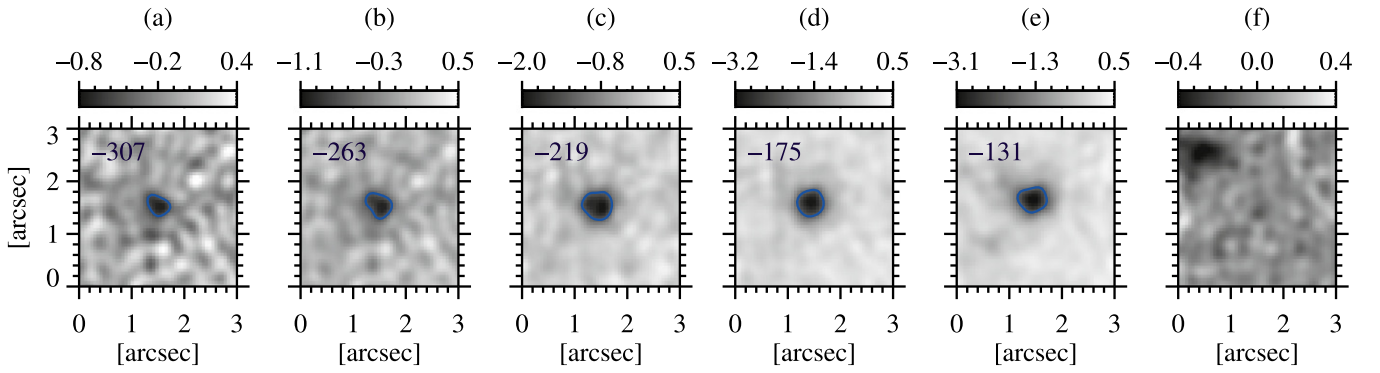 (a) (b) (c) (d) (e) (f)
−0.8 −0.2 0.4 −1.1 −0.3 0.5 −2.0 −0.8 0.5 −3.2 −1.4 0.5 −3.1 −1.3 0.5 −0.4 0.0 0.4
3 −307 −263 −219 −175 −131
2
[arcsec]
1
0
0 1 2 3 0 1 2 3 0 1 2 3 0 1 2 3 0 1 2 3 0 1 2 3
[arcsec] [arcsec] [arcsec] [arcsec] [arcsec] [arcsec]